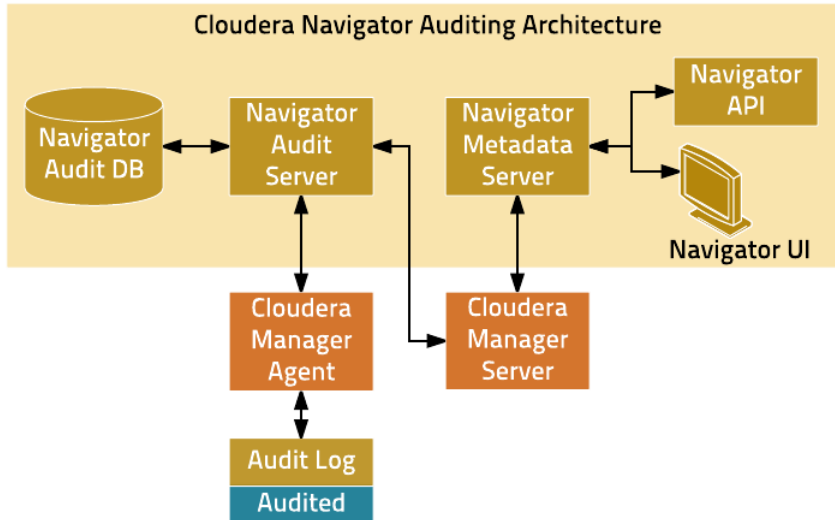 Cloudera Navigator Auditing Architecture
Navigator
Audit DB
Navigator
Audit
Server
Navigator
Metadata
Server
Navigator
API
Navigator UI
Cloudera
Manager
Agent
Cloudera
Manager
Server
Audit Log
Audited